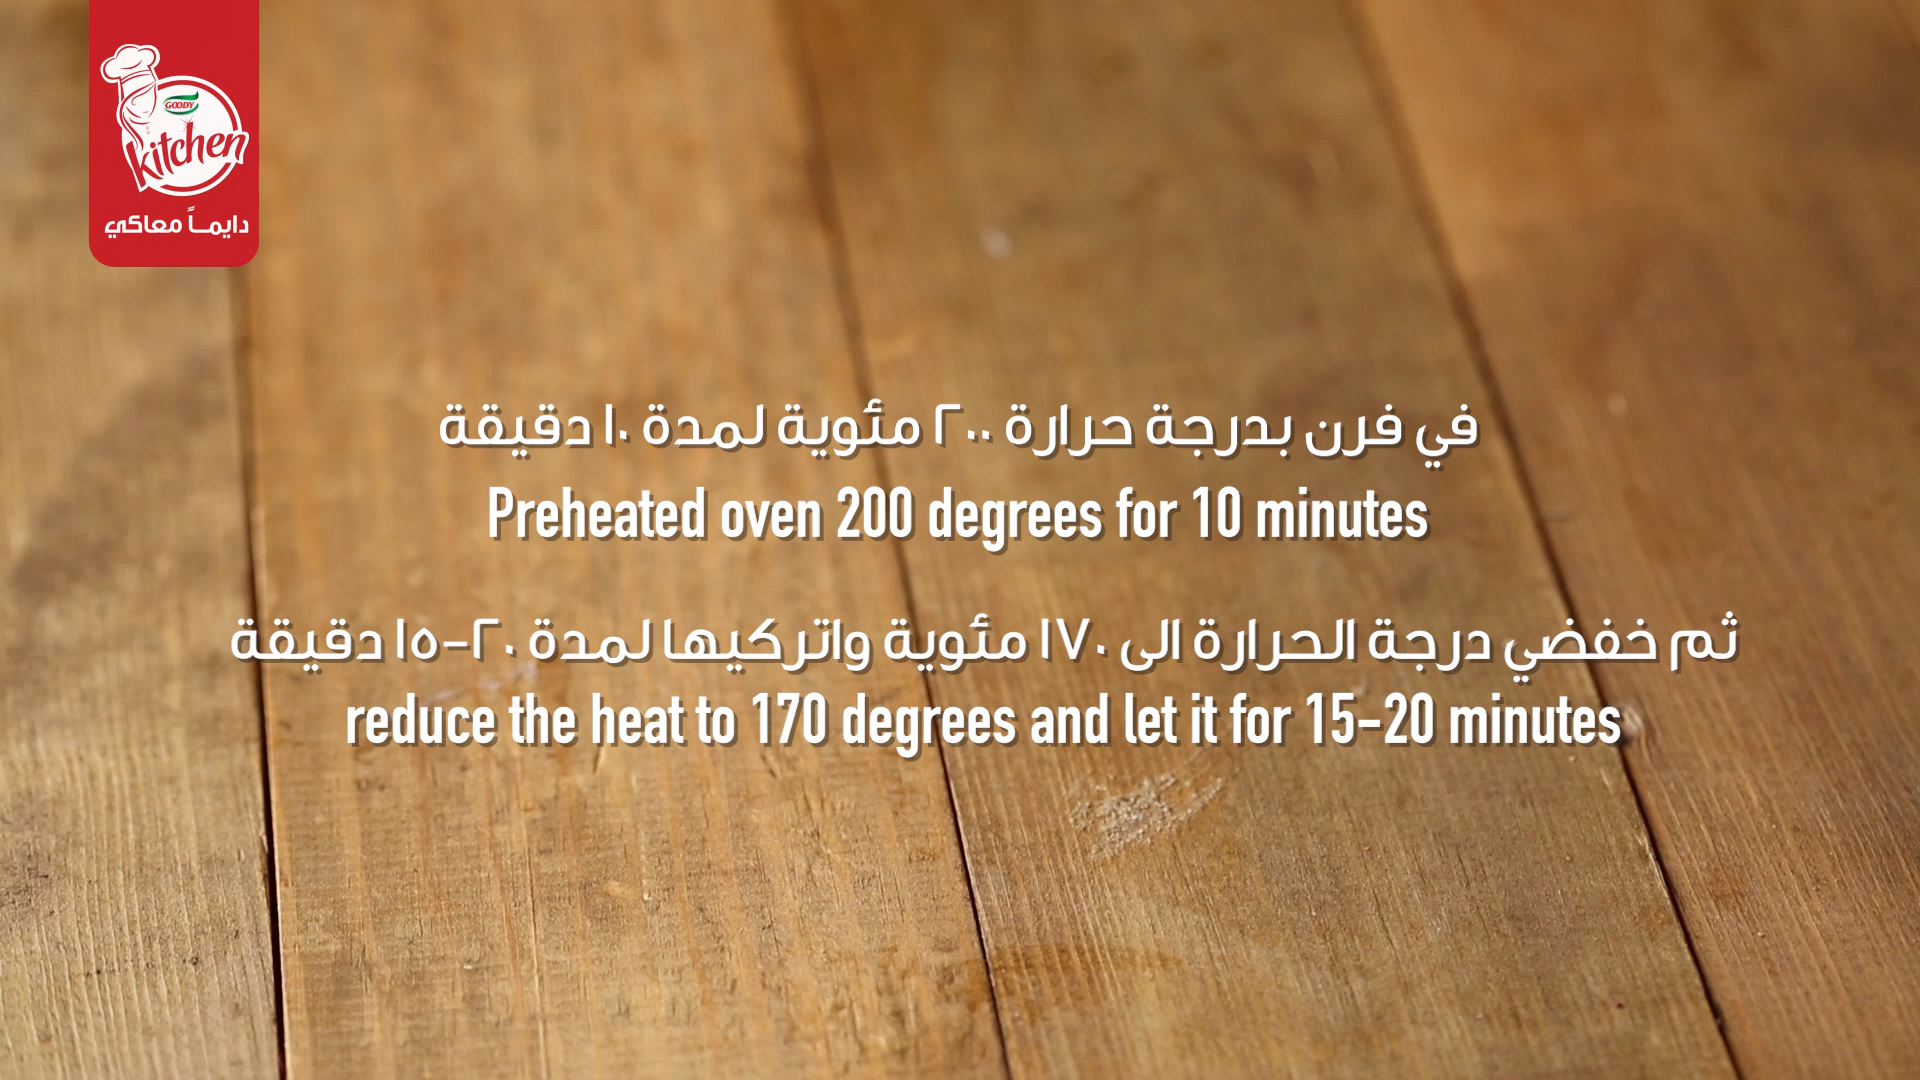 GOODY
kitchen
دايمـاً معاكي
في فرن بدرجة حرارة ٢٠٠ مئوية لمدة ١٠ دقيقة
Preheated oven 200 degrees for 10 minutes
ثم خفضي درجة الحرارة الى ١٧٠ مئوية واتركيها لمدة ٢٠-١٥ دقيقة
reduce the heat to 170 degrees and let it for 15-20 minutes